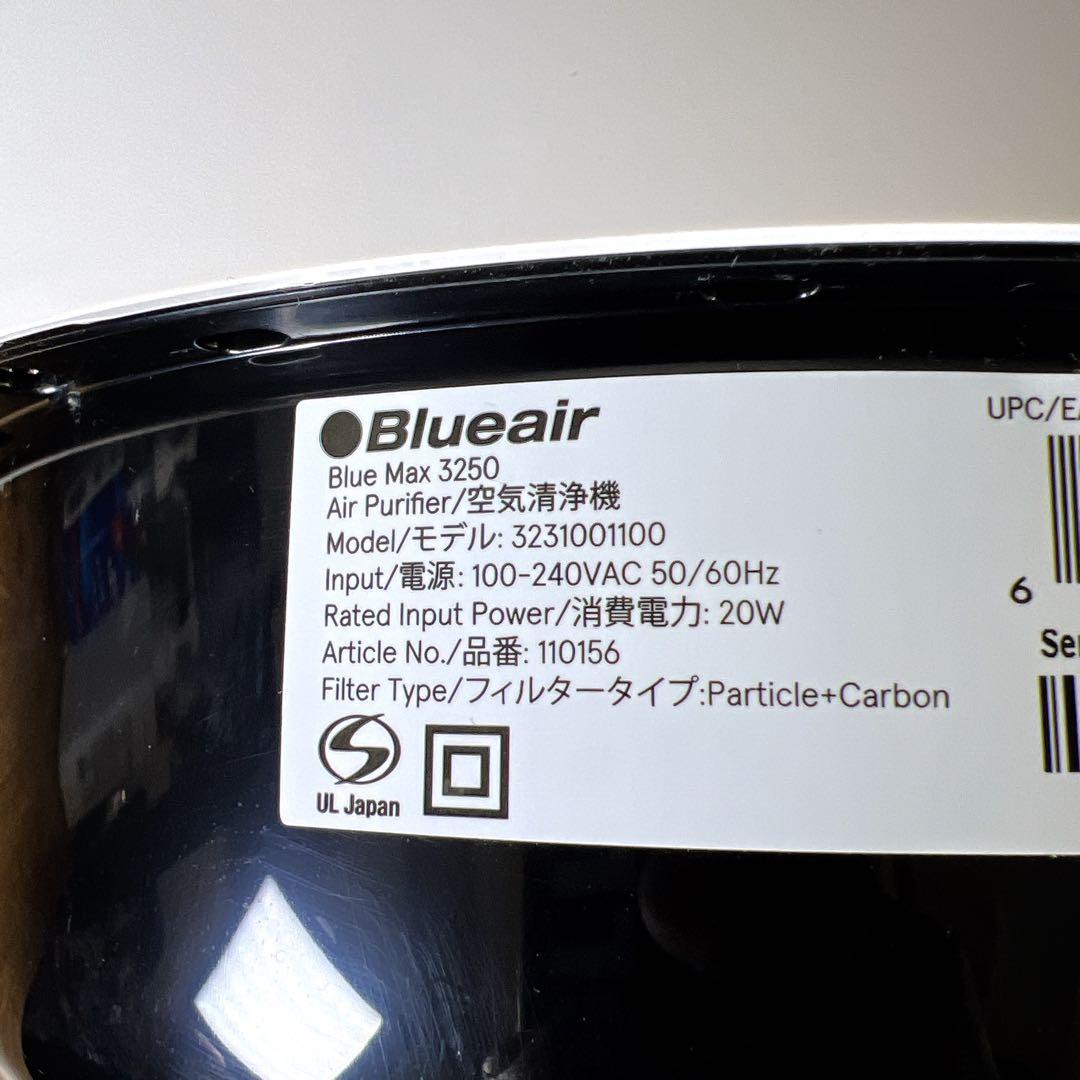 Blueair
Blue Max 3250
Air Purifier/空気清浄機
Model/モデル: 3231001100
Input/電源: 100-240VAC 50/60Hz
Rated Input Power/消費電力: 20W
Article No./品番: 110156
Filter Type/フィルタータイプ:Particle+Carbon
UL Japan
UPC/EA
6
Ser